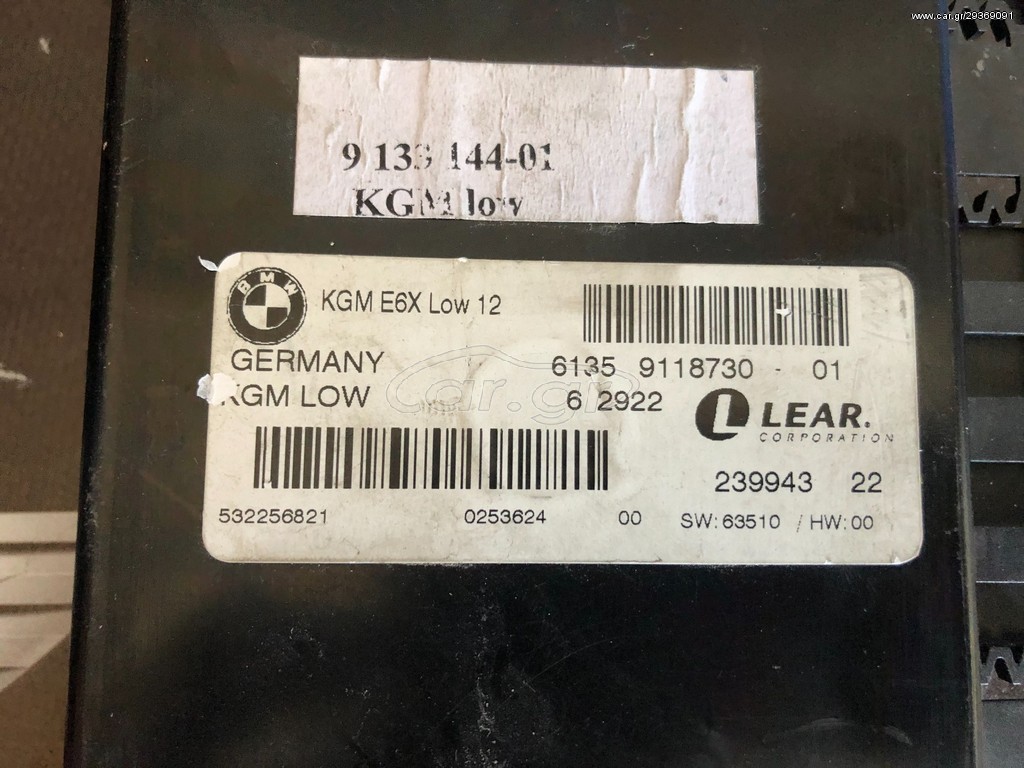 www.car.gr/29369091
9 133 144-01
KGM low
BMW
KGM E6X Low 12
GERMANY
6135 9118730 - 01
KGM LOW
6 2922
LEAR.
CORPORATION
car.gr
239943 22
532256821 0253624 00 SW: 63510 / HW: 00